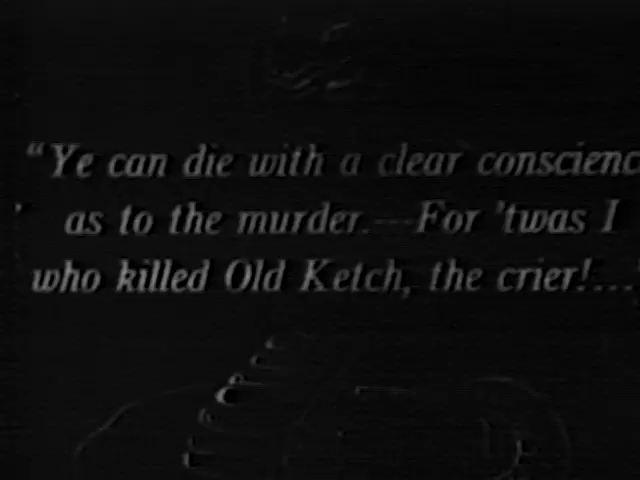 "Ye can die with a clear conscienc
as to the murder.—For 'twas I
who killed Old Ketch, the crier!..."